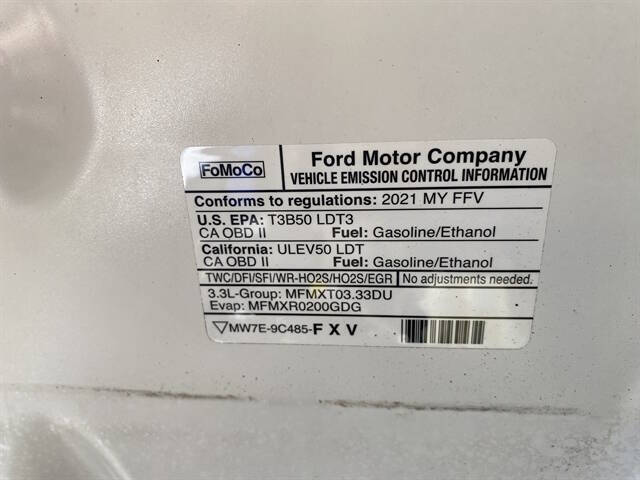 FoMoCo
Ford Motor Company
VEHICLE EMISSION CONTROL INFORMATION
Conforms to regulations: 2021 MY FFV
U.S. EPA: T3B50 LDT3
CA OBD II Fuel: Gasoline/Ethanol
California: ULEV50 LDT
CA OBD II Fuel: Gasoline/Ethanol
TWC/DFI/SFI/WR-HO2S/HO2S/EGR No adjustments needed.
3.3L-Group: MFMXT03.33DU
Evap: MFMXR0200GDG
▽MW7E-9C485-F X V